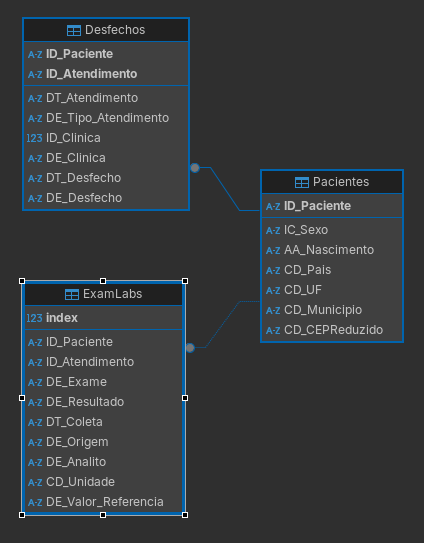 Desfechos
A-Z ID_Paciente
A-Z ID_Atendimento
A-Z DT_Atendimento
A-Z DE_Tipo_Atendimento
123 ID_Clinica
A-Z DE_Clinica
A-Z DT_Desfecho
A-Z DE_Desfecho
Pacientes
A-Z ID_Paciente
A-Z IC_Sexo
A-Z AA_Nascimento
A-Z CD_Pais
A-Z CD_UF
A-Z CD_Municipio
A-Z CD_CEPReduzido
ExamLabs
123 index
A-Z ID_Paciente
A-Z ID_Atendimento
A-Z DE_Exame
A-Z DE_Resultado
A-Z DT_Coleta
A-Z DE_Origem
A-Z DE_Analito
A-Z CD_Unidade
A-Z DE_Valor_Referencia